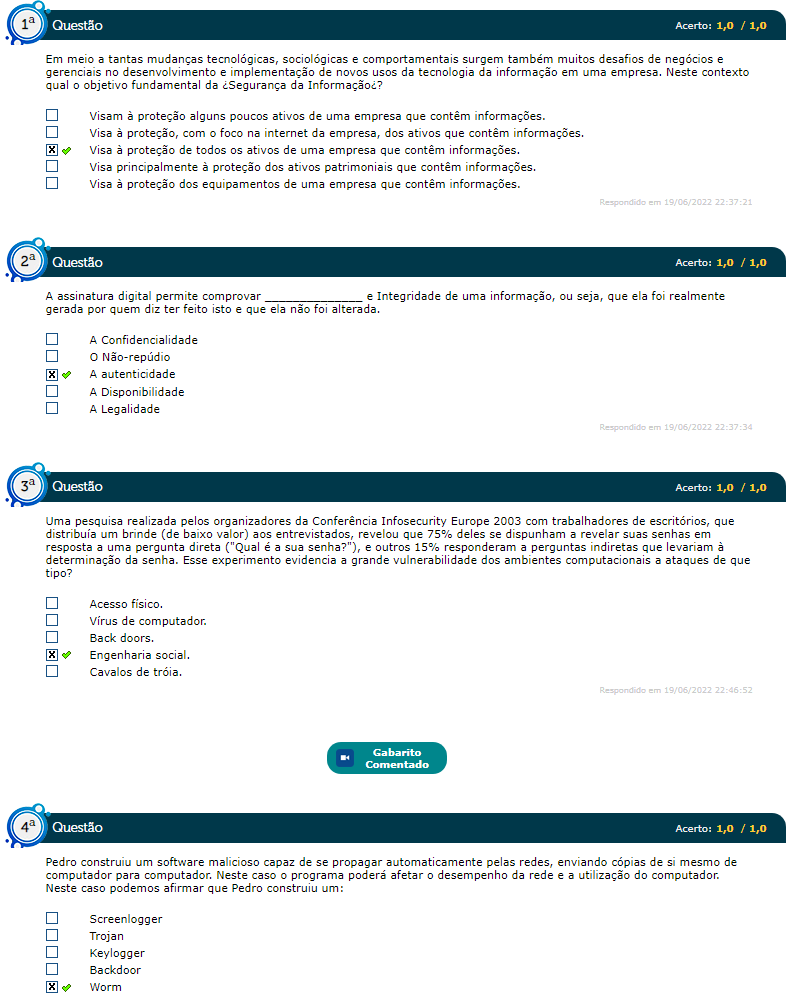 1ª Questão Acerto: 1,0 / 1,0
Em meio a tantas mudanças tecnológicas, sociológicas e comportamentais surgem também muitos desafios de negócios e
gerenciais no desenvolvimento e implementação de novos usos da tecnologia da informação em uma empresa. Neste contexto
qual o objetivo fundamental da ¿Segurança da Informação¿?
Visam à proteção alguns poucos ativos de uma empresa que contêm informações.
Visa à proteção, com o foco na internet da empresa, dos ativos que contêm informações.
X Visa à proteção de todos os ativos de uma empresa que contêm informações.
Visa principalmente à proteção dos ativos patrimoniais que contêm informações.
Visa à proteção dos equipamentos de uma empresa que contêm informações.
Respondido em 19/06/2022 22:37:21
2ª Questão Acerto: 1,0 / 1,0
A assinatura digital permite comprovar ______________ e Integridade de uma informação, ou seja, que ela foi realmente
gerada por quem diz ter feito isto e que ela não foi alterada.
A Confidencialidade
O Não-repúdio
X A autenticidade
A Disponibilidade
A Legalidade
Respondido em 19/06/2022 22:37:34
3ª Questão Acerto: 1,0 / 1,0
Uma pesquisa realizada pelos organizadores da Conferência Infosecurity Europe 2003 com trabalhadores de escritórios, que
distribuía um brinde (de baixo valor) aos entrevistados, revelou que 75% deles se dispunham a revelar suas senhas em
resposta a uma pergunta direta ("Qual é a sua senha?"), e outros 15% responderam a perguntas indiretas que levariam à
determinação da senha. Esse experimento evidencia a grande vulnerabilidade dos ambientes computacionais a ataques de que
tipo?
Acesso físico.
Vírus de computador.
Back doors.
X Engenharia social.
Cavalos de tróia.
Respondido em 19/06/2022 22:46:52
Gabarito
Comentado
4ª Questão Acerto: 1,0 / 1,0
Pedro construiu um software malicioso capaz de se propagar automaticamente pelas redes, enviando cópias de si mesmo de
computador para computador. Neste caso o programa poderá afetar o desempenho da rede e a utilização do computador.
Neste caso podemos afirmar que Pedro construiu um:
Screenlogger
Trojan
Keylogger
Backdoor
X Worm